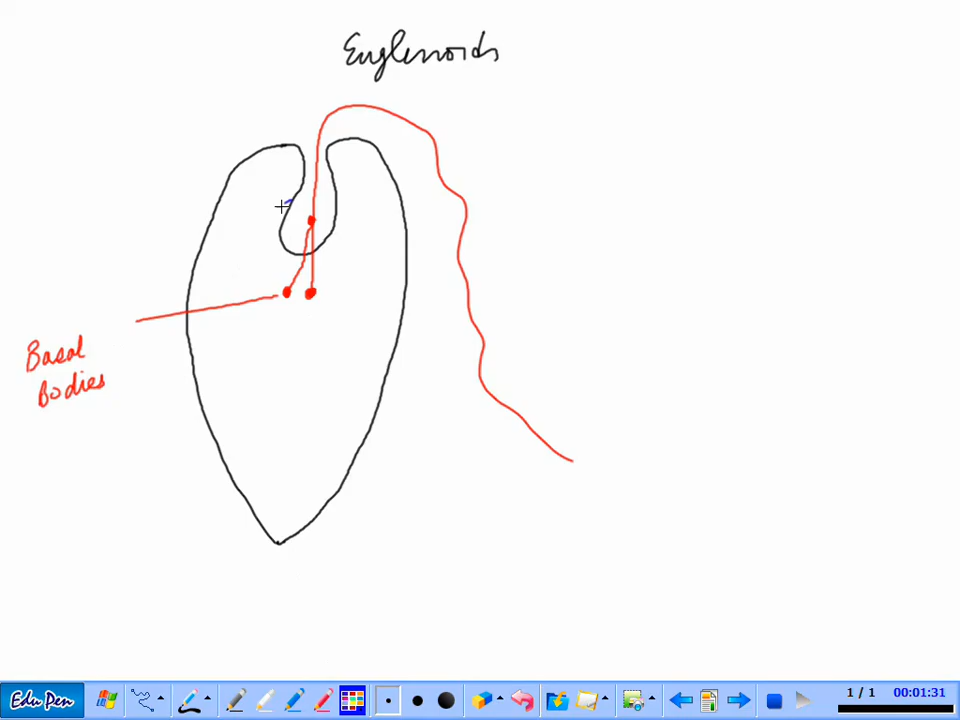 Euglenoids
Basal
Bodies
Edu Pen
1 / 1
00:01:31